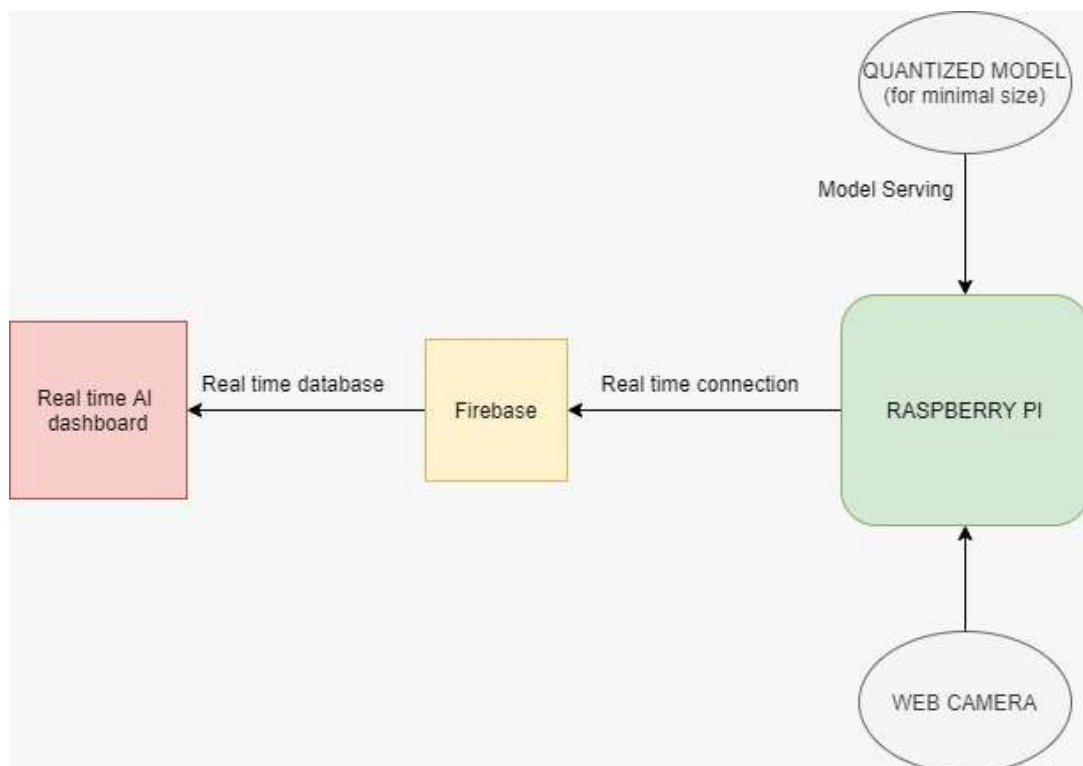 QUANTIZED MODEL
(for minimal size)
Model Serving
Real time AI
dashboard
Real time database
Firebase
Real time connection
RASPBERRY PI
WEB CAMERA